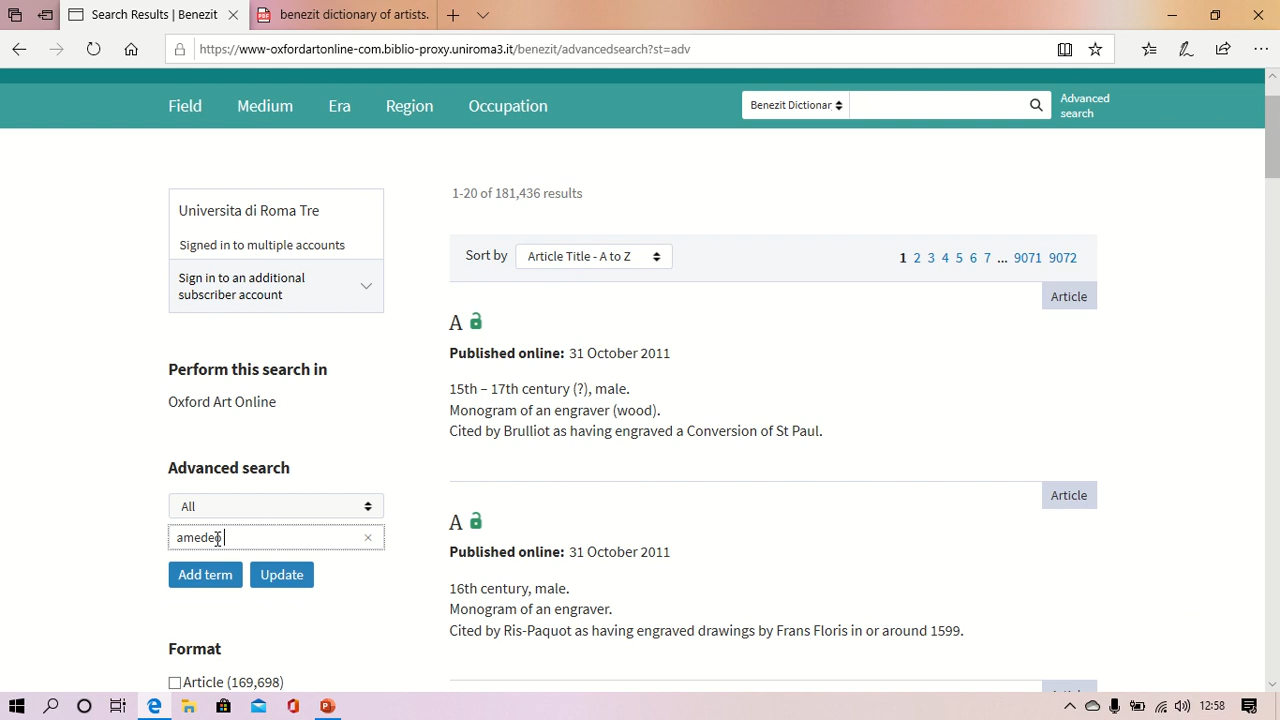 Search Results | Benezit
benezit dictionary of artists.
https://www-oxfordartonline-com.biblio-proxy.uniroma3.it/benezit/advancedsearch?st=adv
Field
Medium
Era
Region
Occupation
Benezit Dictionar
Advanced
search
Universita di Roma Tre
Signed in to multiple accounts
Sign in to an additional
subscriber account
Perform this search in
Oxford Art Online
Advanced search
All
amedeo
Add term
Update
Format
Article (169,698)
1-20 of 181,436 results
Sort by
Article Title - A to Z
1 2 3 4 5 6 7 ... 9071 9072
Article
A
Published online: 31 October 2011
15th – 17th century (?), male.
Monogram of an engraver (wood).
Cited by Brulliot as having engraved a Conversion of St Paul.
Article
A
Published online: 31 October 2011
16th century, male.
Monogram of an engraver.
Cited by Ris-Paquot as having engraved drawings by Frans Floris in or around 1599.
12:58